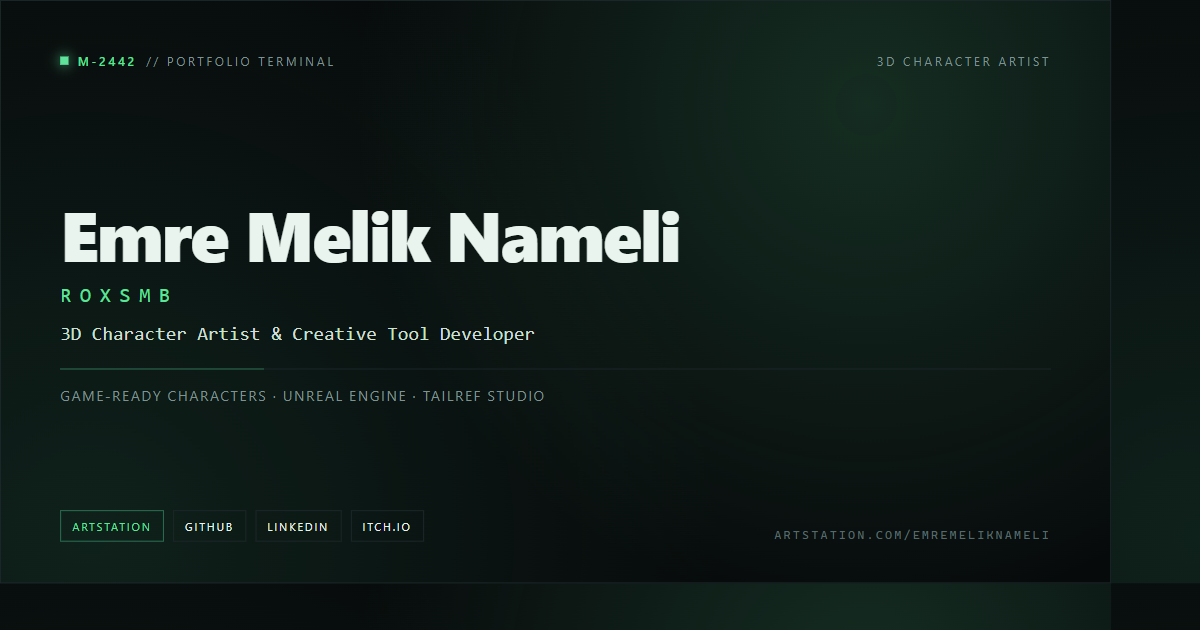 M-2442 // PORTFOLIO TERMINAL
3D CHARACTER ARTIST
Emre Melik Nameli
ROXSMB
3D Character Artist & Creative Tool Developer
GAME-READY CHARACTERS · UNREAL ENGINE · TAILREF STUDIO
ARTSTATION GITHUB LINKEDIN ITCH.IO
ARTSTATION.COM/EMREMELIKNAMELI